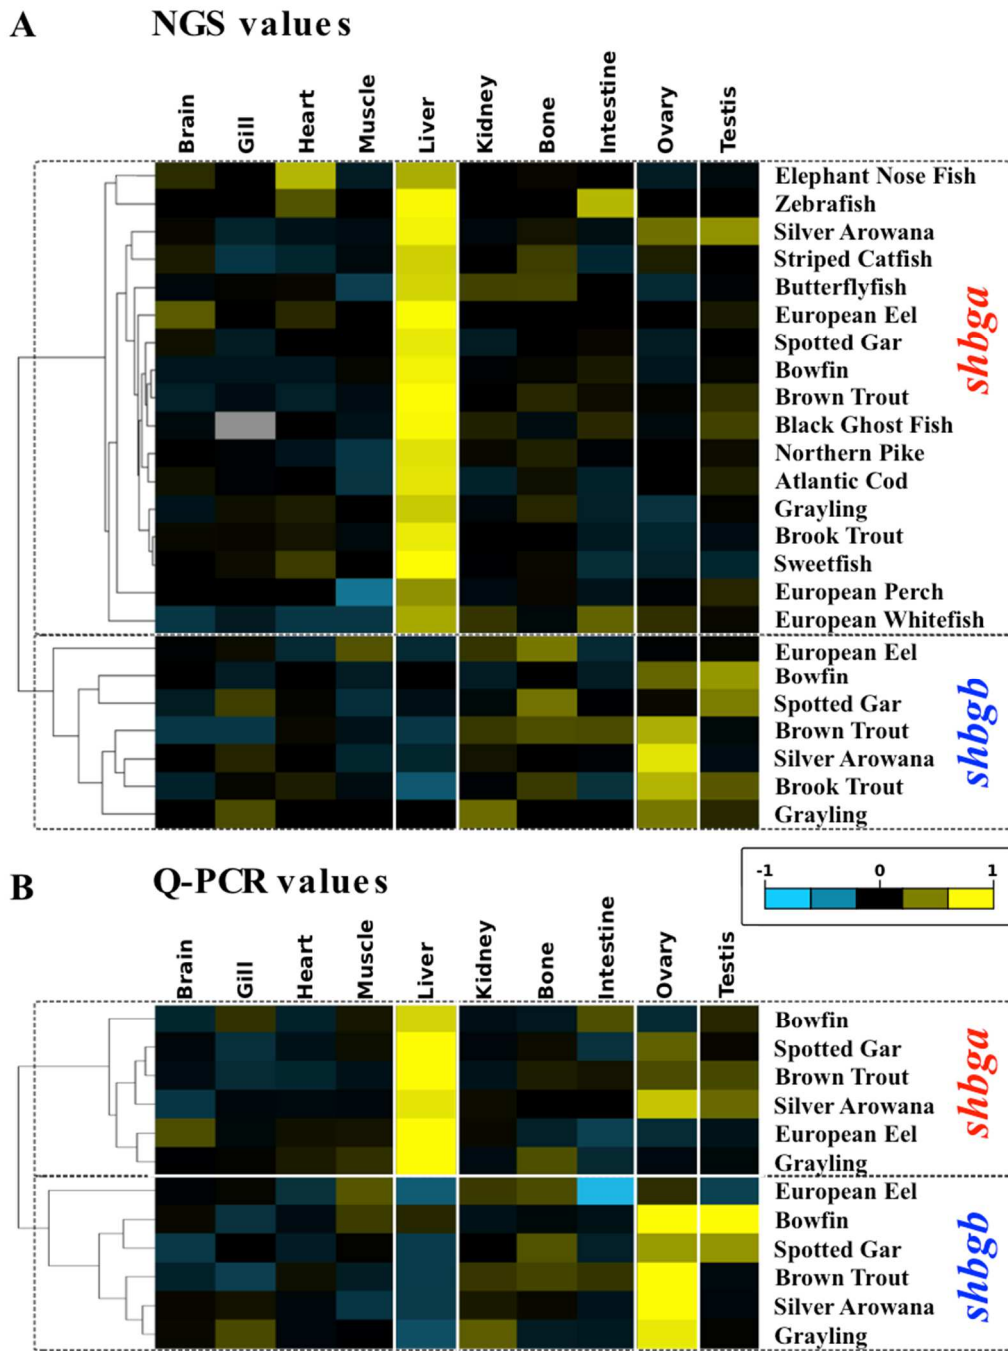 A NGS values
Brain Gill Heart Muscle Liver Kidney Bone Intestine Ovary Testis
Elephant Nose Fish
Zebrafish
Silver Arowana
Striped Catfish
Butterflyfish
European Eel
Spotted Gar
Bowfin
Brown Trout
Black Ghost Fish
Northern Pike
Atlantic Cod
Grayling
Brook Trout
Sweetfish
European Perch
European Whitefish
shbga
European Eel
Bowfin
Spotted Gar
Brown Trout
Silver Arowana
Brook Trout
Grayling
shbgb
-1 0 1
B Q-PCR values
Brain Gill Heart Muscle Liver Kidney Bone Intestine Ovary Testis
Bowfin
Spotted Gar
Brown Trout
Silver Arowana
European Eel
Grayling
shbga
European Eel
Bowfin
Spotted Gar
Brown Trout
Silver Arowana
Grayling
shbgb